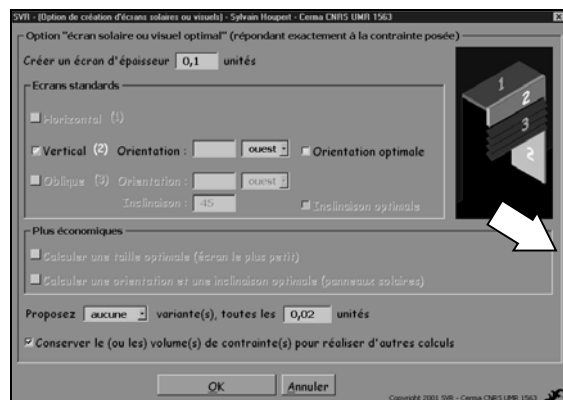 SVR - [Option de création d'écrans solaires ou visuels] - Sylvain Houpert - Cerma CNRS UMR 1563
Option "écran solaire ou visuel optimal" (répondant exactement à la contrainte posée)
Créer un écran d'épaisseur 0,1 unités
Ecrans standards
Horizontal (1)
Vertical (2) Orientation : ouest Orientation optimale
Oblique (3) Orientation : ouest
Inclinaison : 45 Inclinaison optimale
1
2
3
2
Plus économiques
Calculer une taille optimale (écran le plus petit)
Calculer une orientation et une inclinaison optimale (panneaux solaires)
Proposez aucune variante(s), toutes les 0,02 unités
Conserver le (ou les) volume(s) de contrainte(s) pour réaliser d'autres calculs
OK Annuler
Copyright 2001 SVR - Cerma CNRS UMR 1563